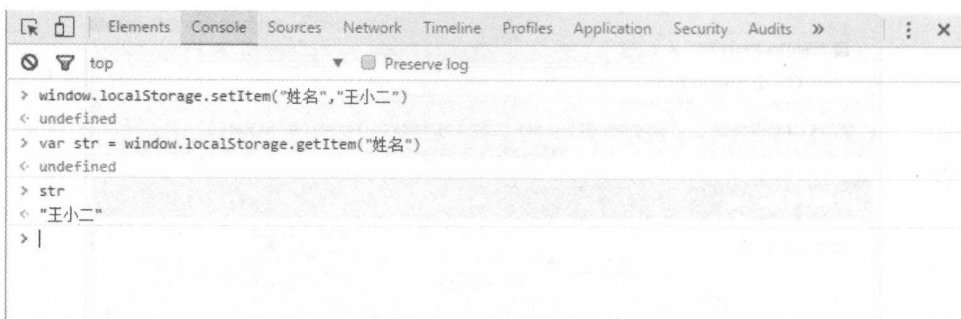 Elements Console Sources Network Timeline Profiles Application Security Audits »
top ▼ Preserve log
> window.localStorage.setItem("姓名","王小二")
<· undefined
> var str = window.localStorage.getItem("姓名")
<· undefined
> str
<· "王小二"
>